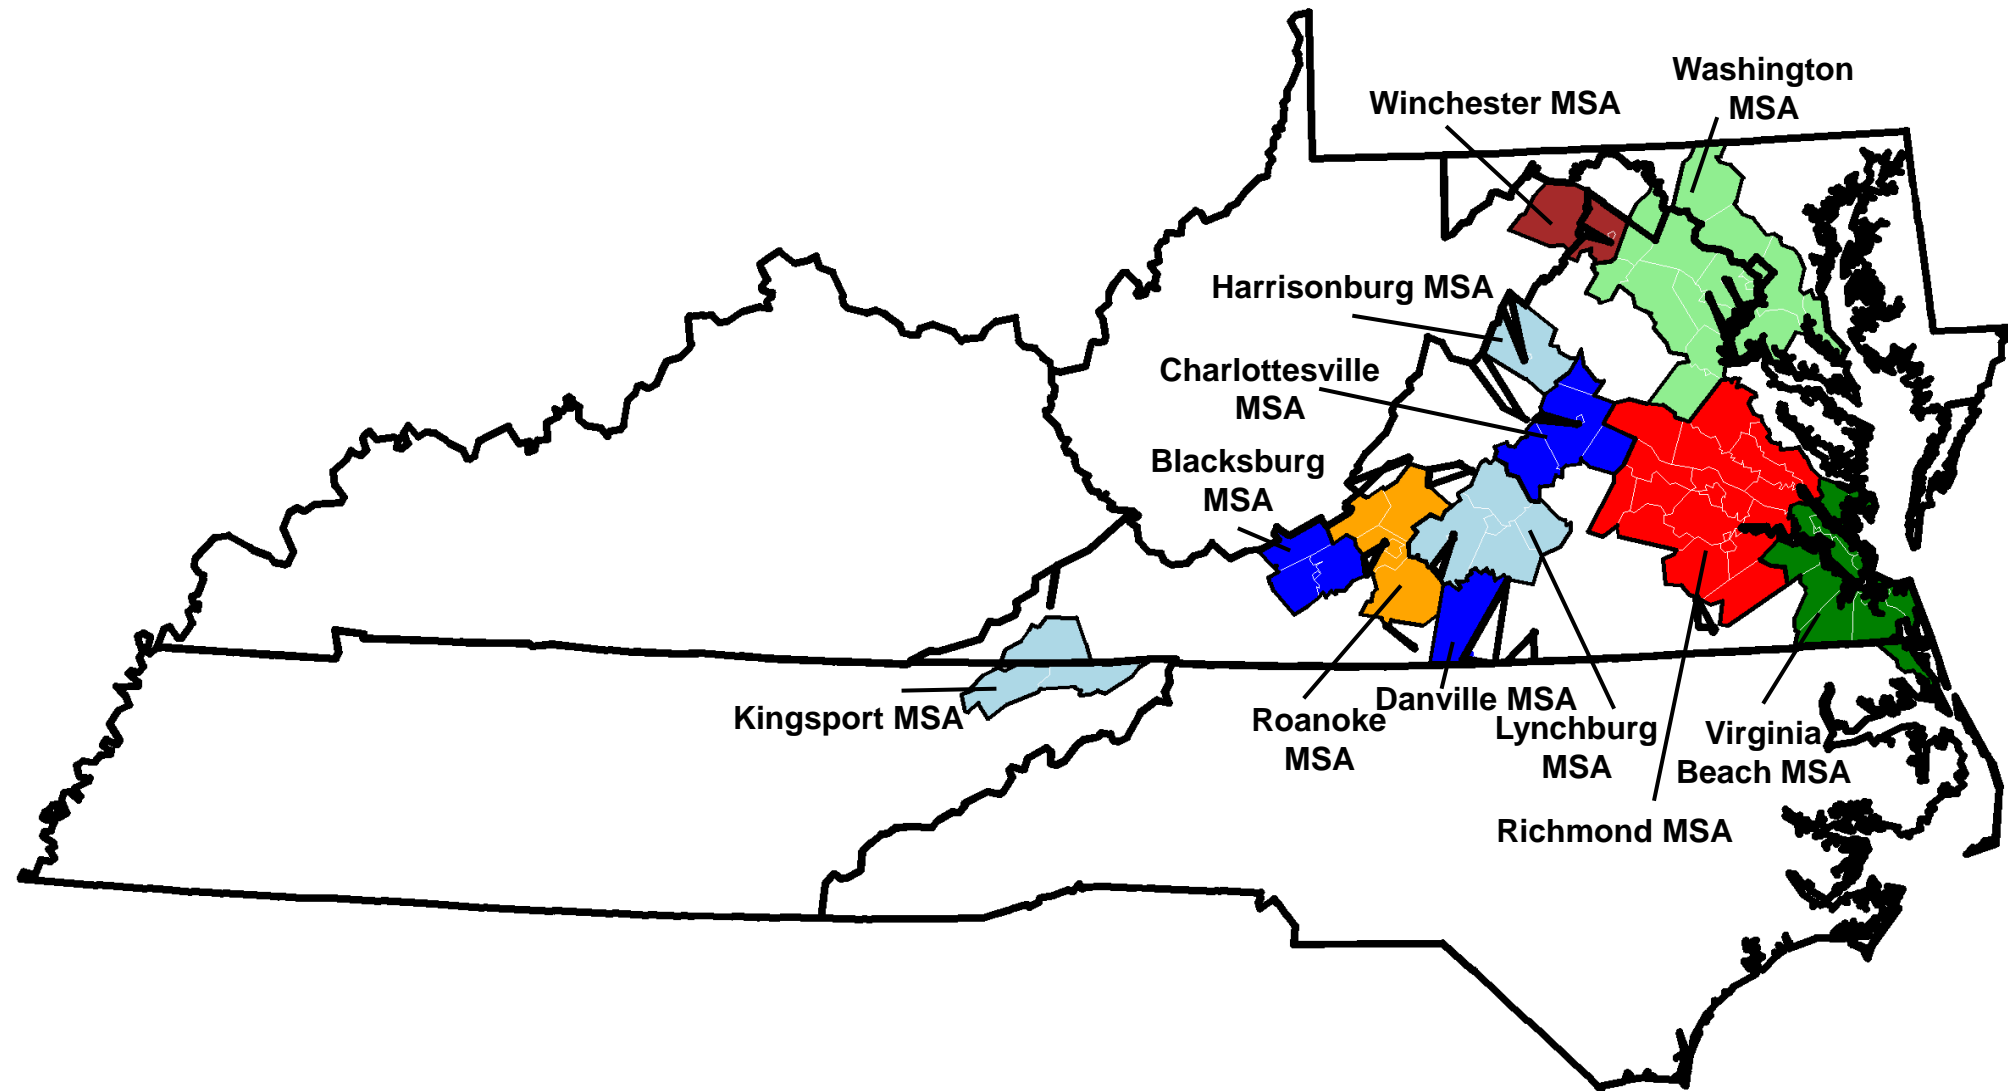 Washington
MSA
Winchester MSA
Harrisonburg MSA
Charlottesville
MSA
Blacksburg
MSA
Kingsport MSA
Roanoke
MSA
Danville MSA
Lynchburg
MSA
Virginia
Beach MSA
Richmond MSA